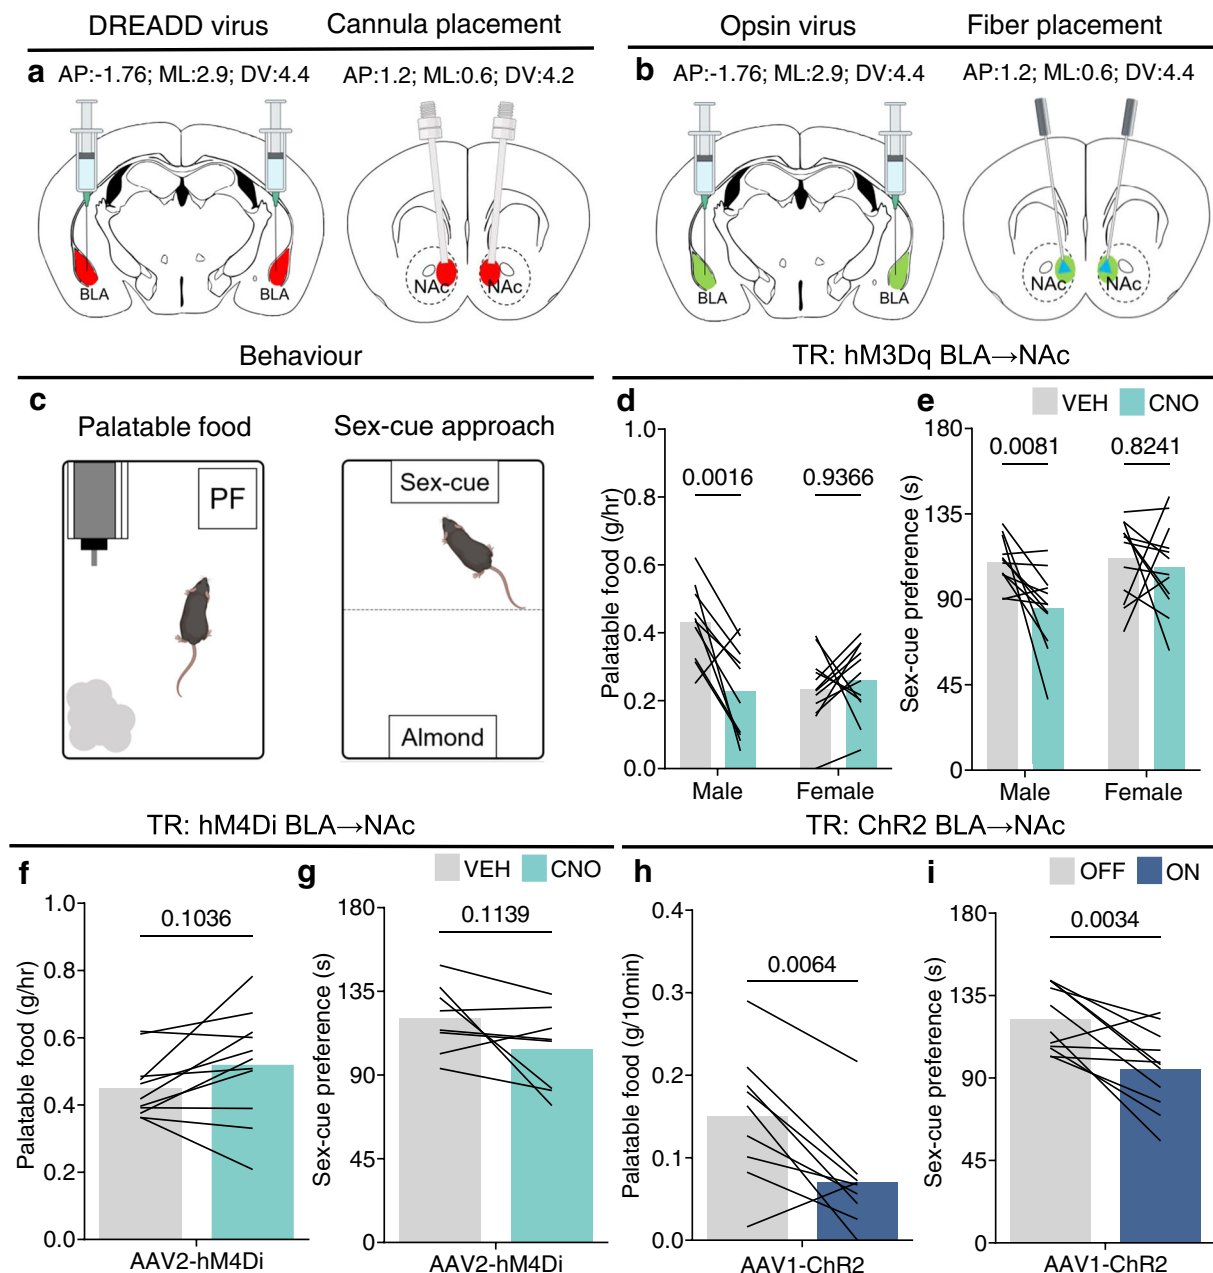 DREADD virus
Cannula placement
Opsin virus
Fiber placement
a
AP:-1.76; ML:2.9; DV:4.4
AP:1.2; ML:0.6; DV:4.2
b
AP:-1.76; ML:2.9; DV:4.4
AP:1.2; ML:0.6; DV:4.4
BLA
BLA
NAc
NAc
BLA
BLA
NAc
NAc
Behaviour
TR: hM3Dq BLA→NAc
c
Palatable food
Sex-cue approach
PF
Sex-cue
Almond
d
Palatable food (g/hr)
1.0
0.8
0.6
0.4
0.2
0.0
0.0016
0.9366
Male
Female
e
VEH
CNO
Sex-cue preference (s)
180
135
90
45
0
0.0081
0.8241
Male
Female
TR: hM4Di BLA→NAc
TR: ChR2 BLA→NAc
f
Palatable food (g/hr)
1.0
0.8
0.6
0.4
0.2
0.0
0.1036
AAV2-hM4Di
g
VEH
CNO
Sex-cue preference (s)
180
135
90
45
0
0.1139
AAV2-hM4Di
h
Palatable food (g/10min)
0.4
0.3
0.2
0.1
0.0
0.0064
AAV1-ChR2
i
OFF
ON
Sex-cue preference (s)
180
135
90
45
0
0.0034
AAV1-ChR2